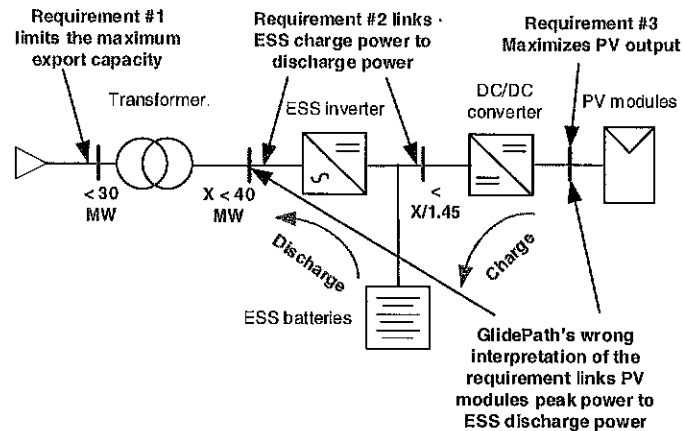 Requirement #1
limits the maximum
export capacity
Requirement #2 links
ESS charge power to
discharge power
Requirement #3
Maximizes PV output
Transformer.
ESS inverter
DC/DC
converter
PV modules
< 30
MW
X < 40
MW
<
X/1.45
Discharge
Charge
ESS batteries
GlidePath's wrong
interpretation of the
requirement links PV
modules peak power to
ESS discharge power